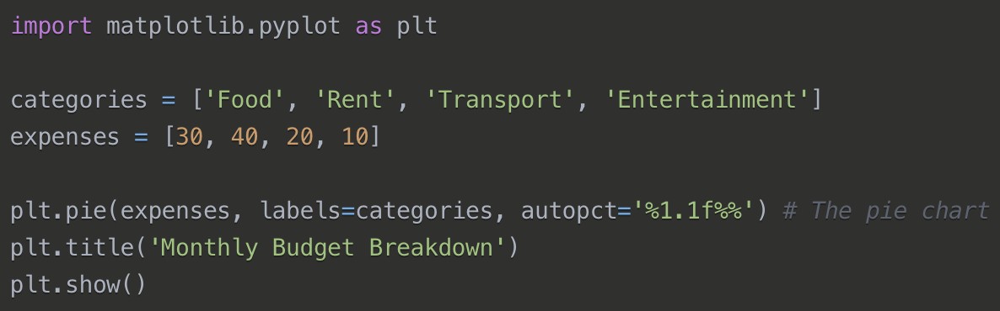 import matplotlib.pyplot as plt
categories = ['Food', 'Rent', 'Transport', 'Entertainment']
expenses = [30, 40, 20, 10]
plt.pie(expenses, labels=categories, autopct='%1.1f%%') # The pie chart
plt.title('Monthly Budget Breakdown')
plt.show()